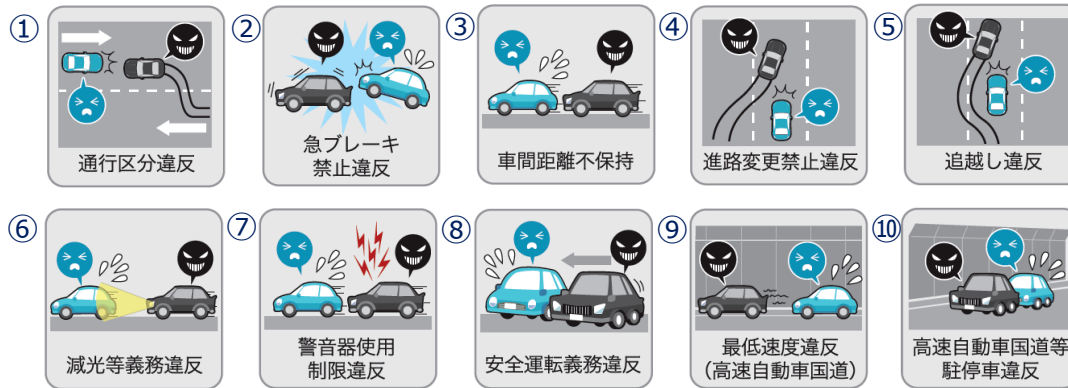 ①
通行区分違反
②
急ブレーキ
禁止違反
③
車間距離不保持
④
進路変更禁止違反
⑤
追越し違反
⑥
減光等義務違反
⑦
警音器使用
制限違反
⑧
安全運転義務違反
⑨
最低速度違反
(高速自動車国道)
⑩
高速自動車国道等
駐停車違反